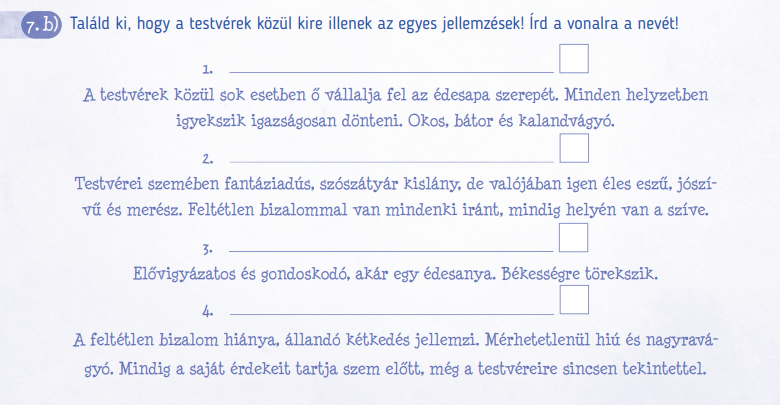 7. b) Találd ki, hogy a testvérek közül kire illenek az egyes jellemzések! Írd a vonalra a nevét!
1.
A testvérek közül sok esetben ő vállalja fel az édesapa szerepét. Minden helyzetben
igyekszik igazságosan dönteni. Okos, bátor és kalandvágyó.
2.
Testvérei szemében fantáziadús, szószátyár kislány, de valójában igen éles eszű, jószí-
vű és merész. Feltétlen bizalommal van mindenki iránt, mindig helyén van a szíve.
3.
Elővigyázatos és gondoskodó, akár egy édesanya. Békességre törekszik.
4.
A feltétlen bizalom hiánya, állandó kétkedés jellemzi. Mérhetetlenül hiú és nagyravá-
gyó. Mindig a saját érdekeit tartja szem előtt, még a testvéreire sincsen tekintettel.